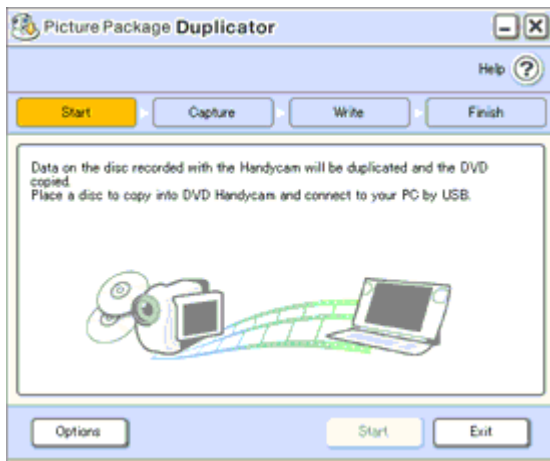 Picture Package Duplicator
Help ?
Start Capture Write Finish
Data on the disc recorded with the Handycam will be duplicated and the DVD
copied.
Place a disc to copy into DVD Handycam and connect to your PC by USB.
Options Start Exit